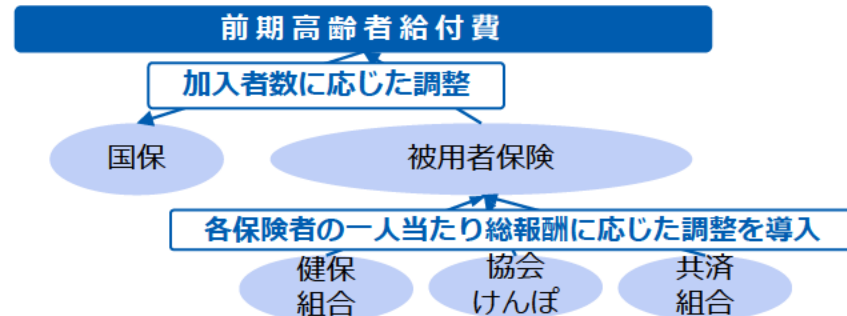 前期高齢者給付費
加入者数に応じた調整
国保
被用者保険
各保険者の一人当たり総報酬に応じた調整を導入
健保
組合
協会
けんぽ
共済
組合